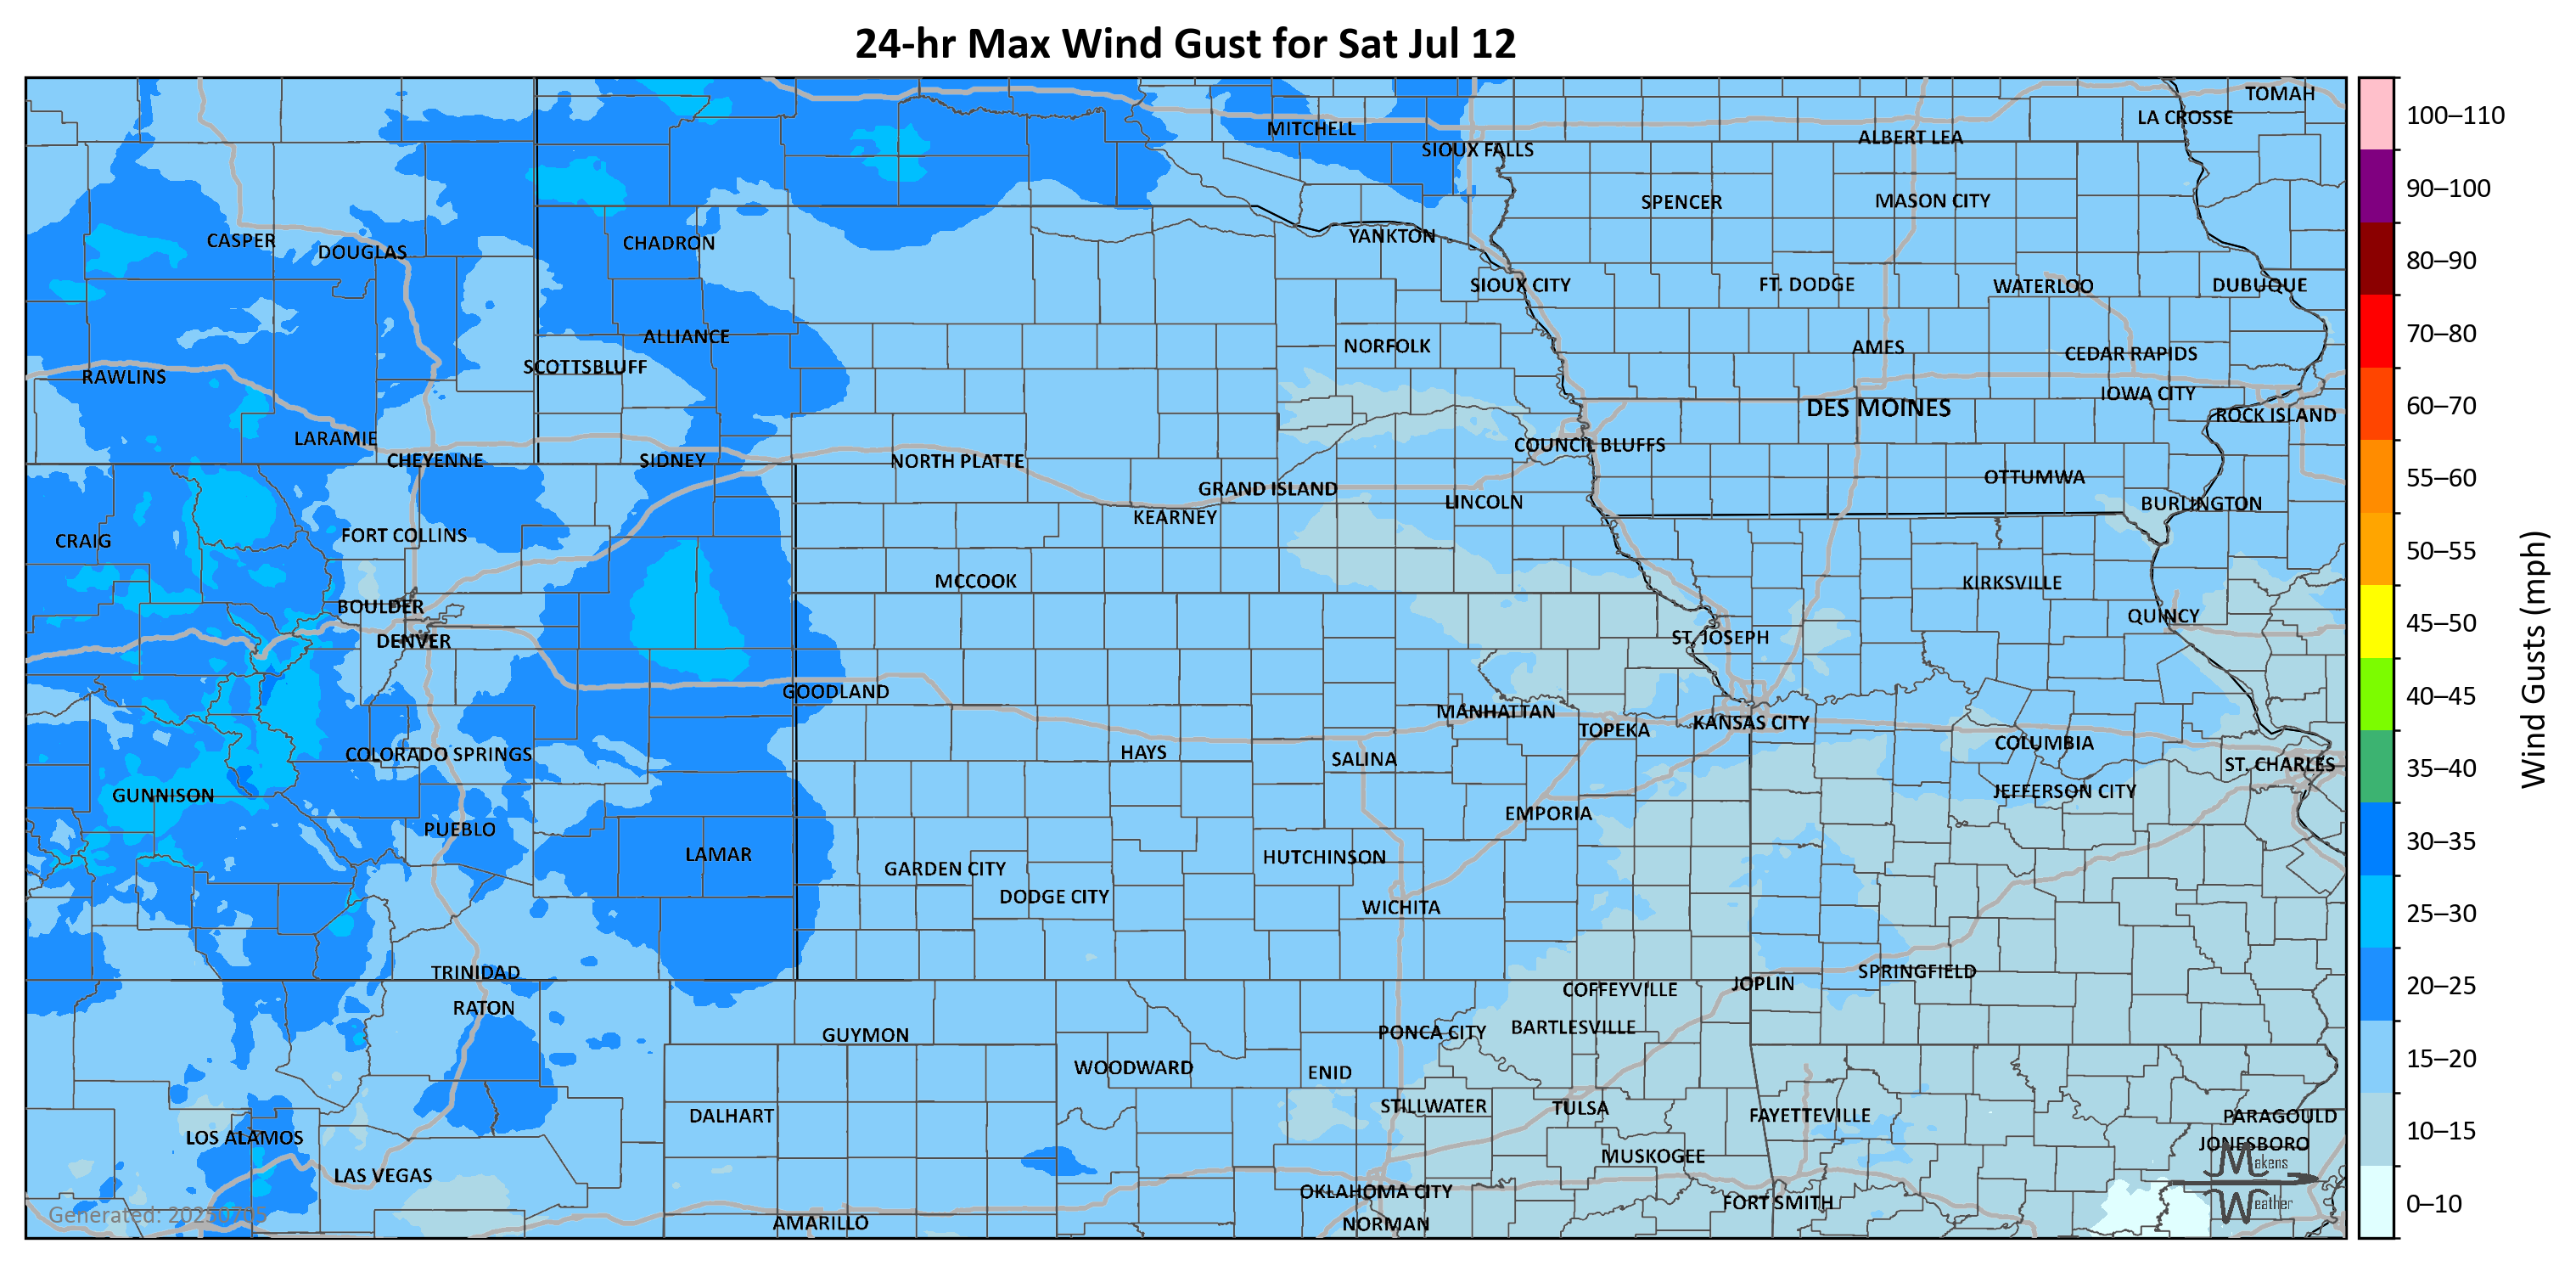 24-hr Max Wind Gust for Sat Jul 12
TOMAH
LA CROSSE
MITCHELL
ALBERT LEA
SIOUX FALLS
SPENCER
MASON CITY
CASPER
DOUGLAS
CHADRON
YANKTON
SIOUX CITY
FT. DODGE
WATERLOO
DUBUQUE
ALLIANCE
NORFOLK
AMES
CEDAR RAPIDS
SCOTTSBLUFF
RAWLINS
IOWA CITY
DES MOINES
ROCK ISLAND
LARAMIE
COUNCIL BLUFFS
CHEYENNE
SIDNEY
NORTH PLATTE
OTTUMWA
GRAND ISLAND
LINCOLN
BURLINGTON
KEARNEY
CRAIG
FORT COLLINS
MCCOOK
KIRKSVILLE
BOULDER
QUINCY
DENVER
ST. JOSEPH
GOODLAND
MANHATTAN
TOPEKA
KANSAS CITY
COLUMBIA
COLORADO SPRINGS
HAYS
SALINA
ST. CHARLES
GUNNISON
JEFFERSON CITY
EMPORIA
PUEBLO
LAMAR
HUTCHINSON
GARDEN CITY
DODGE CITY
WICHITA
TRINIDAD
SPRINGFIELD
JOPLIN
COFFEYVILLE
RATON
GUYMON
PONCA CITY
BARTLESVILLE
WOODWARD
ENID
STILLWATER
TULSA
DALHART
FAYETTEVILLE
PARAGOULD
LOS ALAMOS
JONESBORO
MUSKOGEE
LAS VEGAS
OKLAHOMA CITY
FORT SMITH
AMARILLO
NORMAN
Makens
Weather
Generated: 20250705
100–110
90–100
80–90
70–80
60–70
55–60
50–55
45–50
40–45
35–40
30–35
25–30
20–25
15–20
10–15
0–10
Wind Gusts (mph)